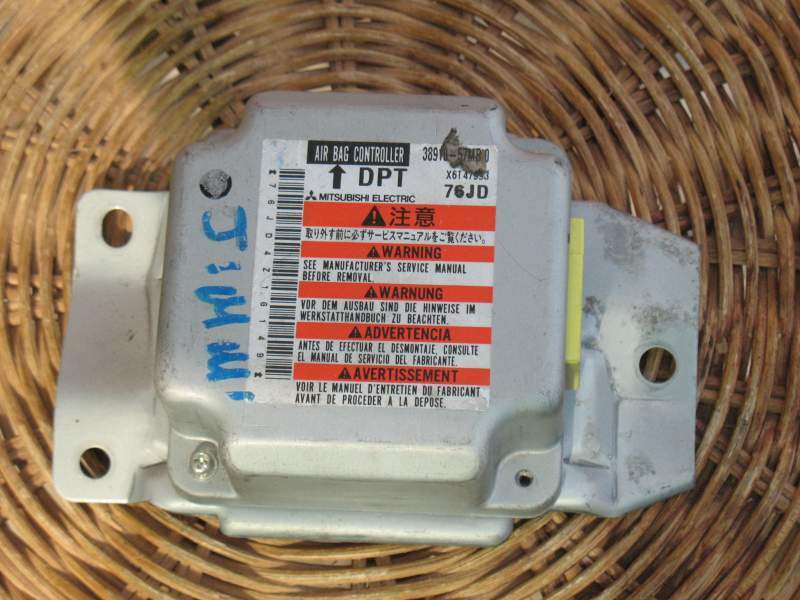 AIR BAG CONTROLLER
DPT
MITSUBISHI ELECTRIC
X6147993
76JD
注意
取り外す前に必ずサービスマニュアルをご覧ください。
WARNING
SEE MANUFACTURER'S SERVICE MANUAL
BEFORE REMOVAL.
WARNUNG
VOR DEM AUSBAU SIND DIE HINWEISE IM
WERKSTATTHANDBUCH ZU BEACHTEN.
ADVERTENCIA
ANTES DE EFECTUAR EL DESMONTAJE, CONSULTE
EL MANUAL DE SERVICIO DEL FABRICANTE.
AVERTISSEMENT
VOIR LE MANUEL D'ENTRETIEN DU FABRICANT
AVANT DE PROCEDER A LA DEPOSE.
*76JD42161149*